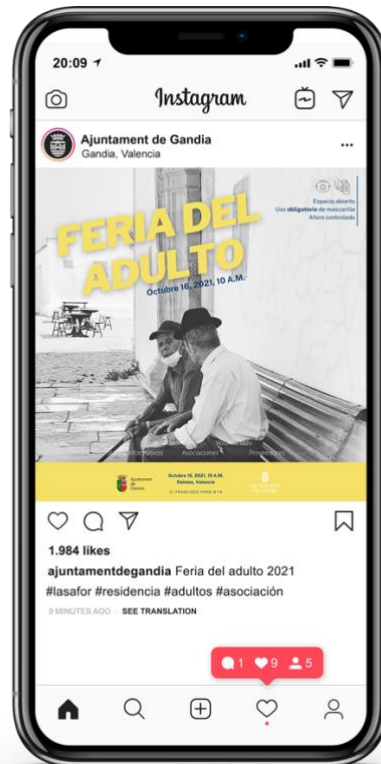 20:09
Instagram
Ajuntament de Gandia
Gandia, Valencia
Espacio abierto
Uso obligatorio de mascarilla
Aforo controlado
FERIA DEL
ADULTO
Octubre 16, 2021, 10 A.M.
Asociaciones
Proveedores
Octubre 16, 2021, 10 A.M.
1.984 likes
ajuntamentdegandia Feria del adulto 2021
#lasafor #residencia #adultos #asociación
9 MINUTES AGO · SEE TRANSLATION
1 9 5